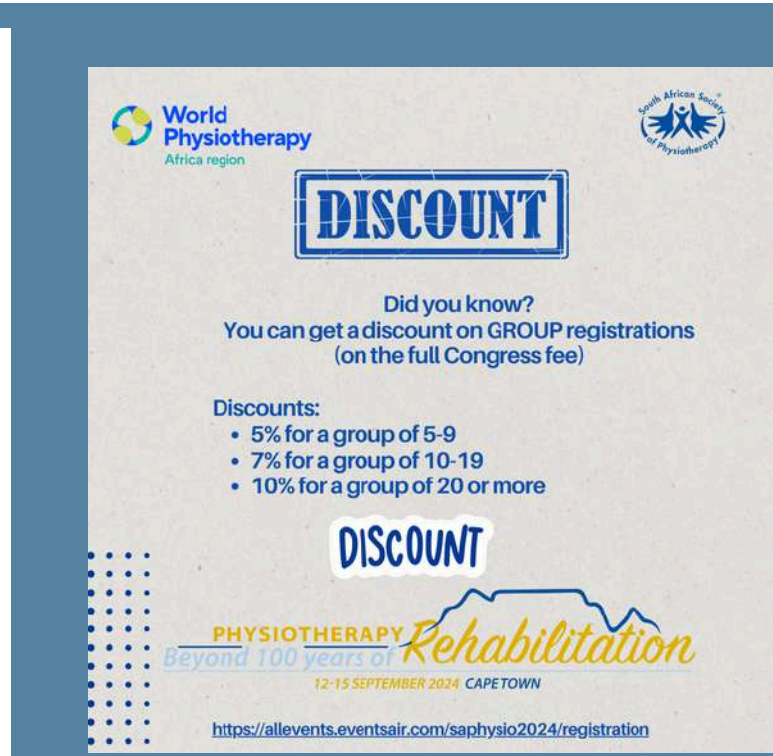 World
Physiotherapy
Africa region
South African Society
of Physiotherapy
DISCOUNT
Did you know?
You can get a discount on GROUP registrations
(on the full Congress fee)
Discounts:
• 5% for a group of 5-9
• 7% for a group of 10-19
• 10% for a group of 20 or more
DISCOUNT
PHYSIOTHERAPY Rehabilitation
Beyond 100 years of
12-15 SEPTEMBER 2024 CAPE TOWN
https://allevents.eventsair.com/saphysio2024/registration